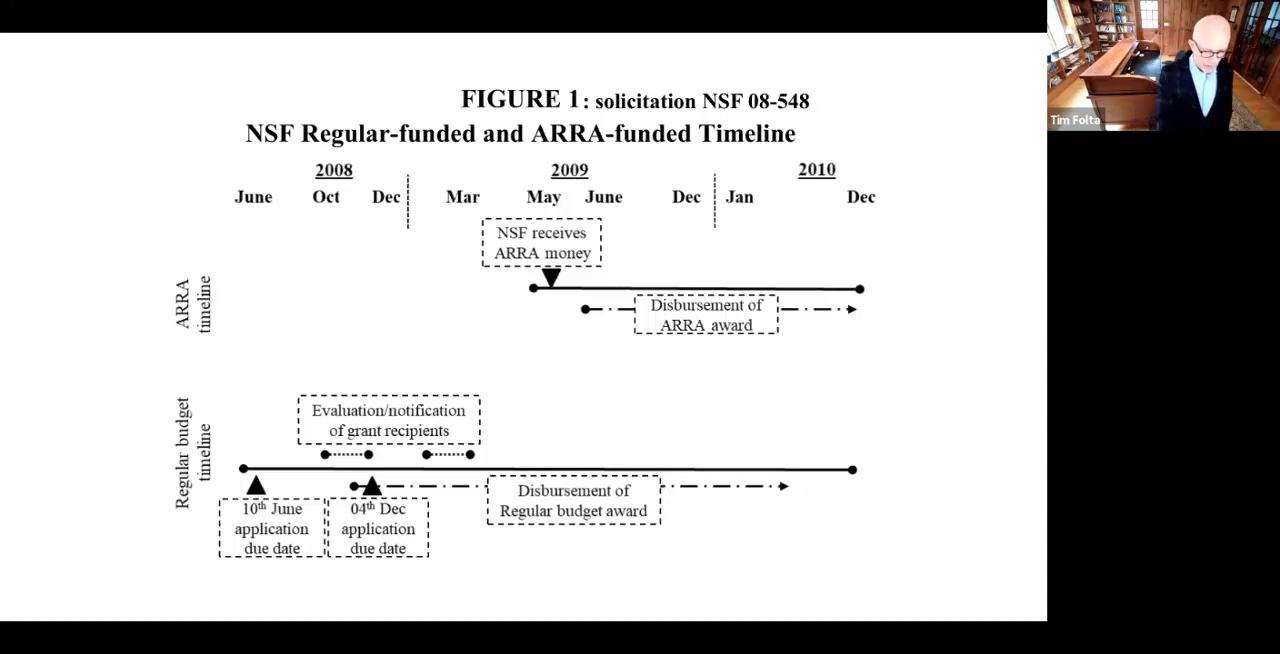 FIGURE 1: solicitation NSF 08-548
NSF Regular-funded and ARRA-funded Timeline
2008 2009 2010
June Oct Dec Mar May June Dec Jan Dec
NSF receives
ARRA money
ARRA
timeline
Disbursement of
ARRA award
Evaluation/notification
of grant recipients
Regular budget
timeline
Disbursement of
Regular budget award
10th June
application
due date
04th Dec
application
due date
Tim Folta